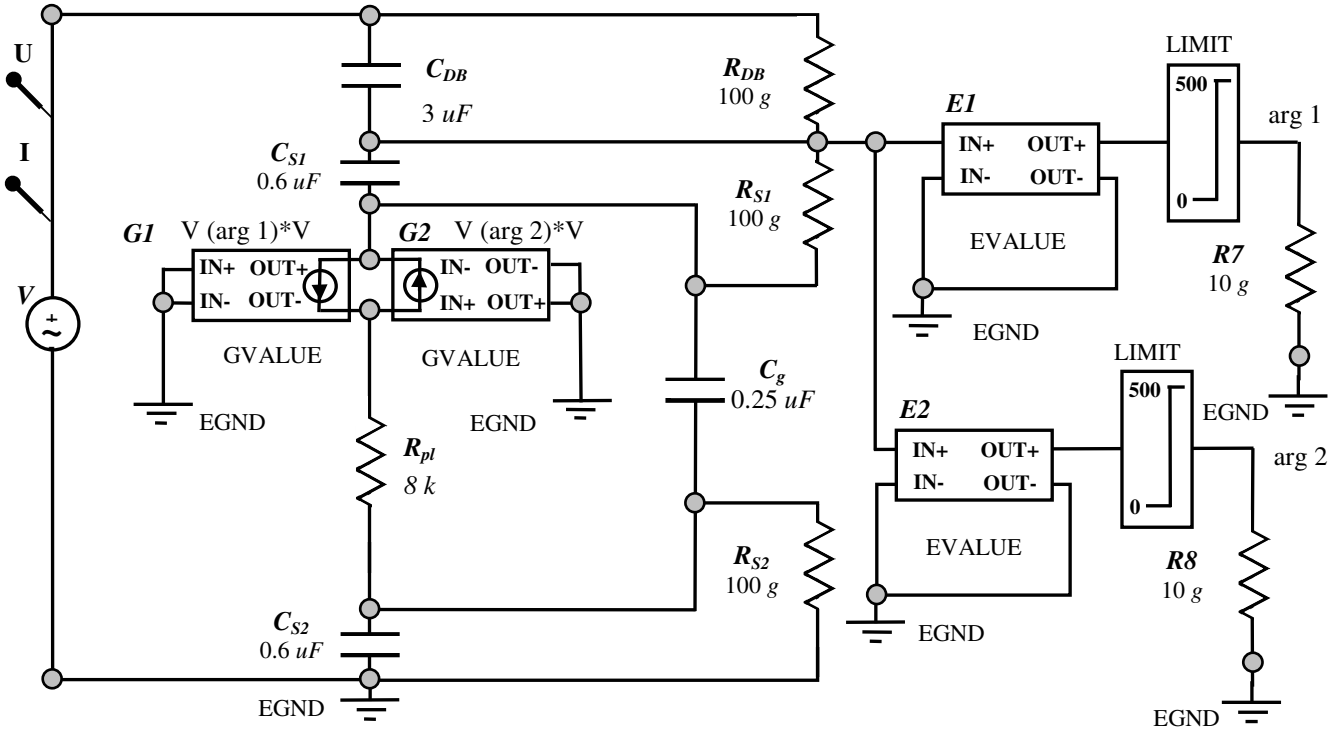 U
I
V
+
~
C_DB
3 uF
C_S1
0.6 uF
R_DB
100 g
R_S1
100 g
G1
V (arg 1)*V
IN+ OUT+
IN- OUT-
GVALUE
EGND
G2
V (arg 2)*V
IN- OUT-
IN+ OUT+
GVALUE
EGND
R_pl
8 k
C_g
0.25 uF
C_S2
0.6 uF
EGND
R_S2
100 g
E1
IN+ OUT+
IN- OUT-
EVALUE
EGND
LIMIT
500
0
arg 1
R7
10 g
EGND
E2
IN+ OUT+
IN- OUT-
EVALUE
EGND
LIMIT
500
0
arg 2
R8
10 g
EGND